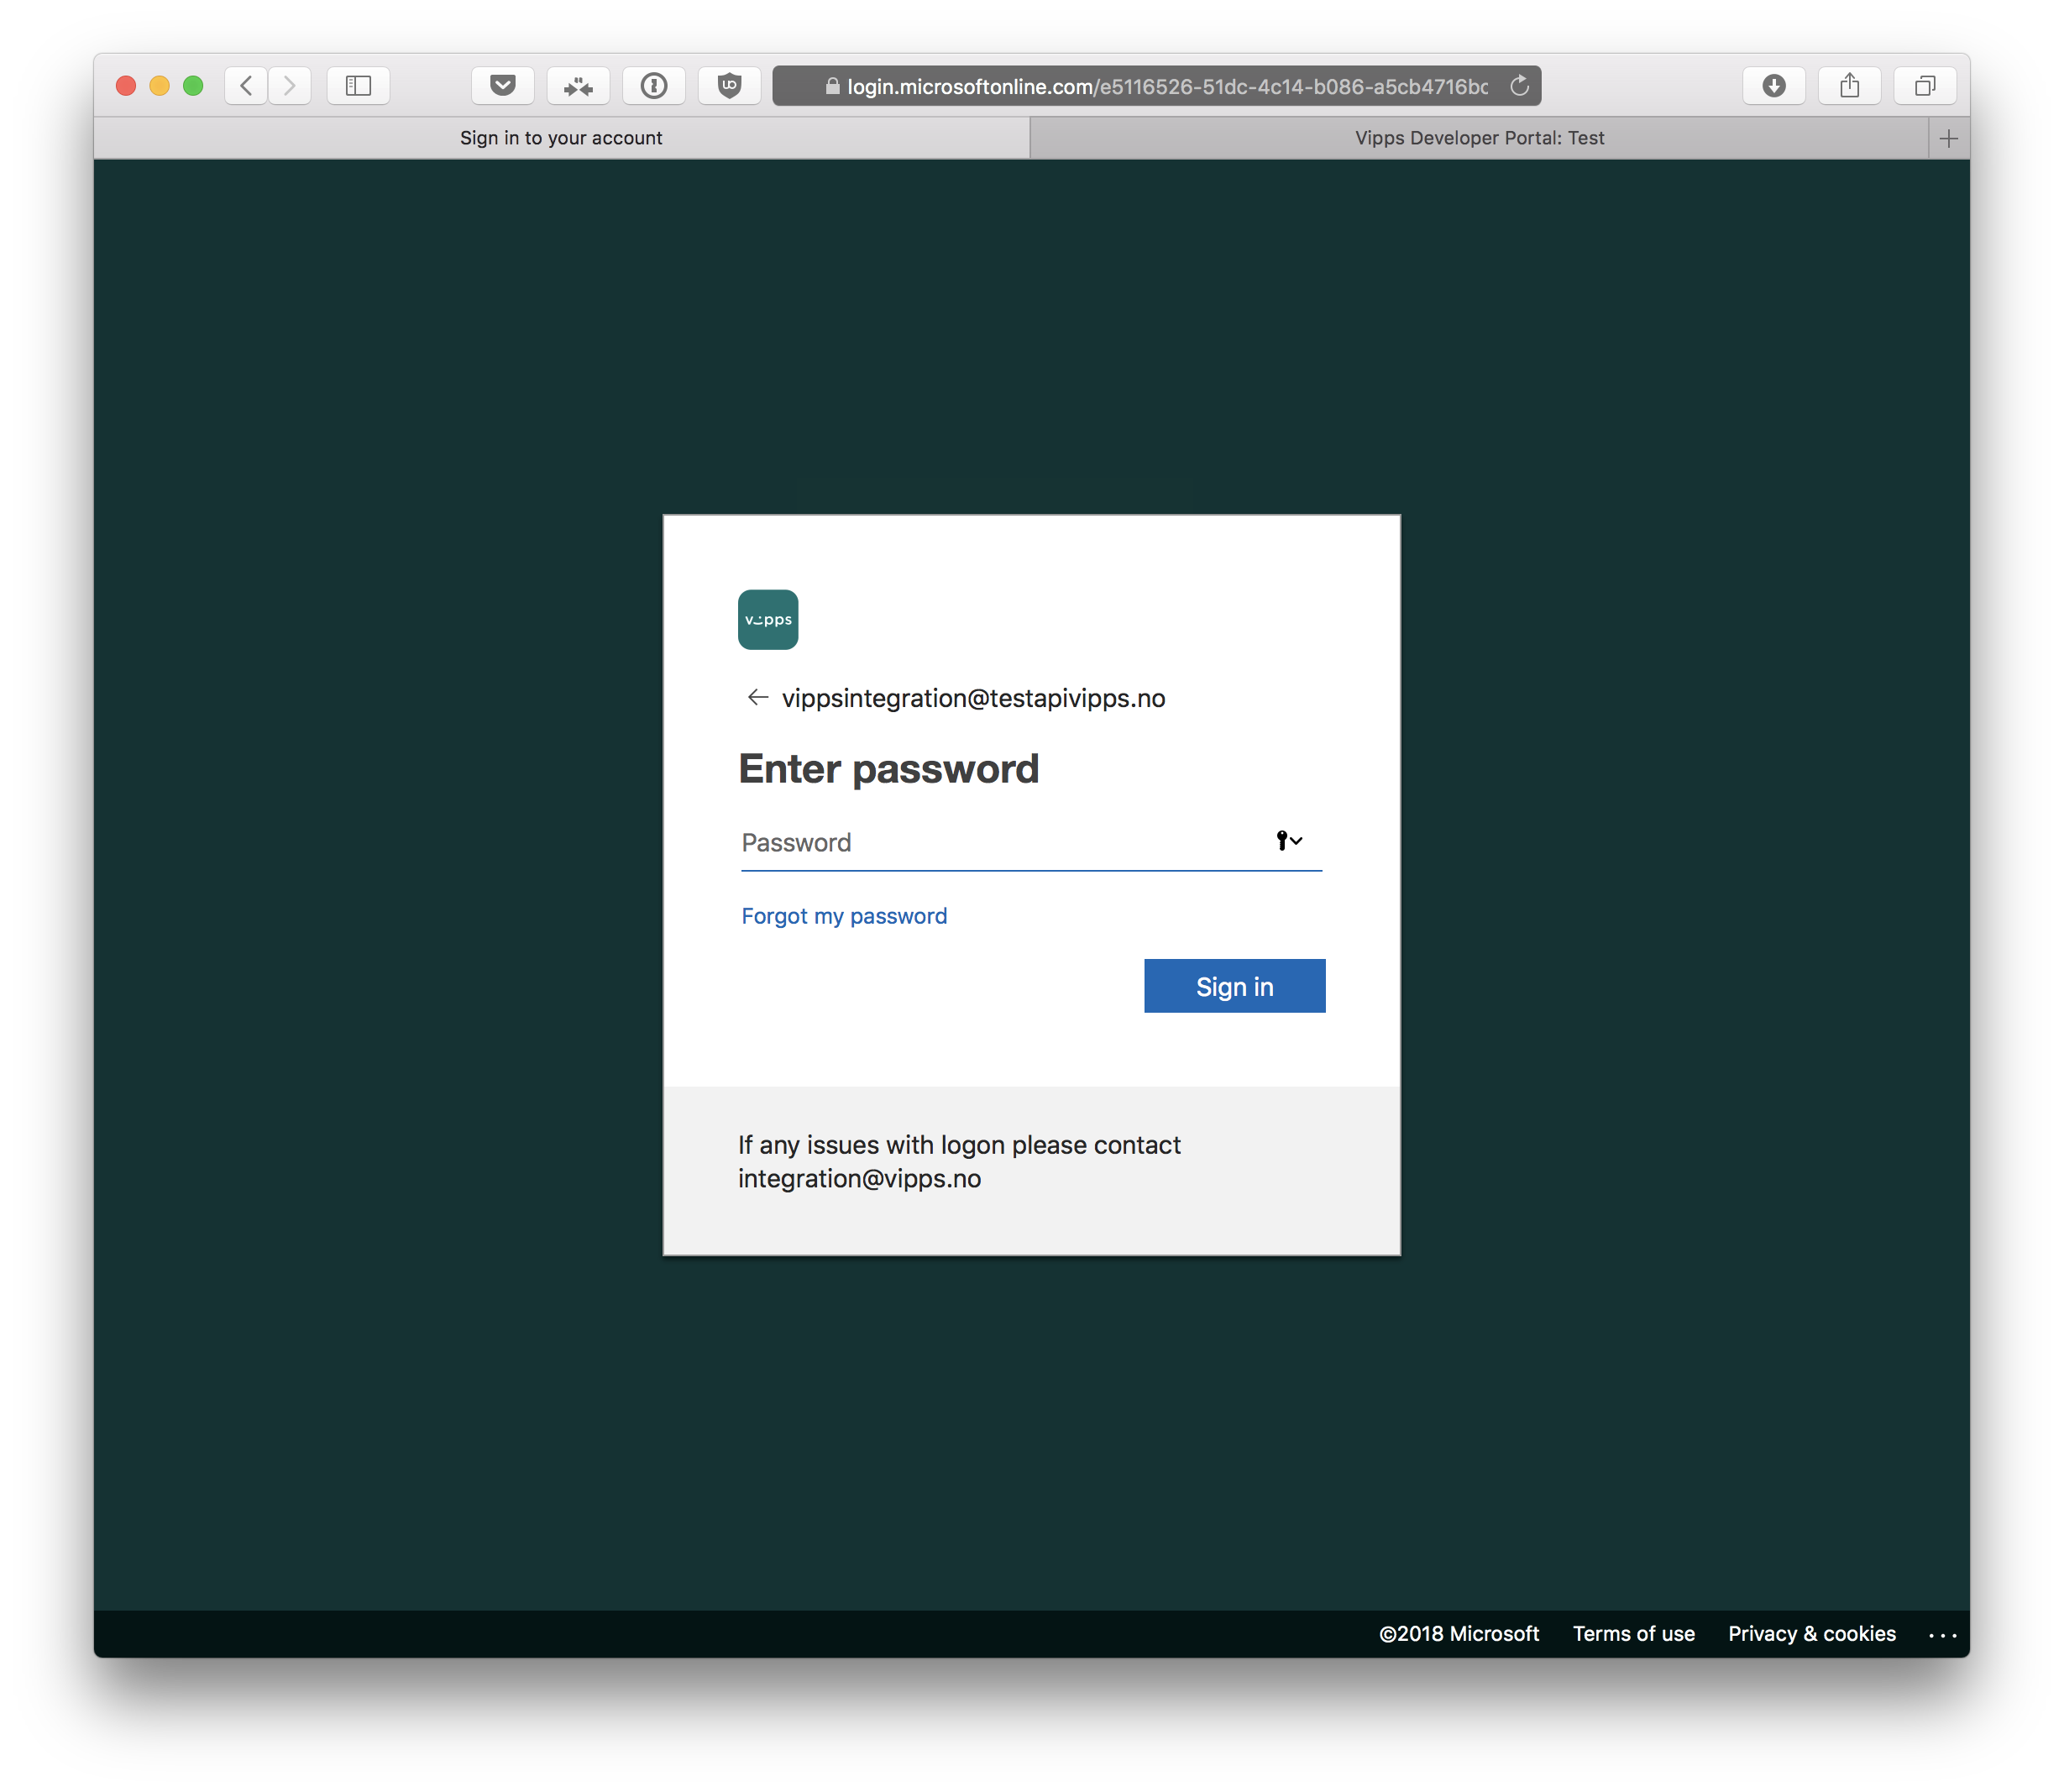 login.microsoftonline.com/e5116526-51dc-4c14-b086-a5cb4716bc
Sign in to your account
Vipps Developer Portal: Test
vipps
vippsintegration@testapivipps.no
Enter password
Password
Forgot my password
Sign in
If any issues with logon please contact
integration@vipps.no
©2018 Microsoft Terms of use Privacy & cookies ...